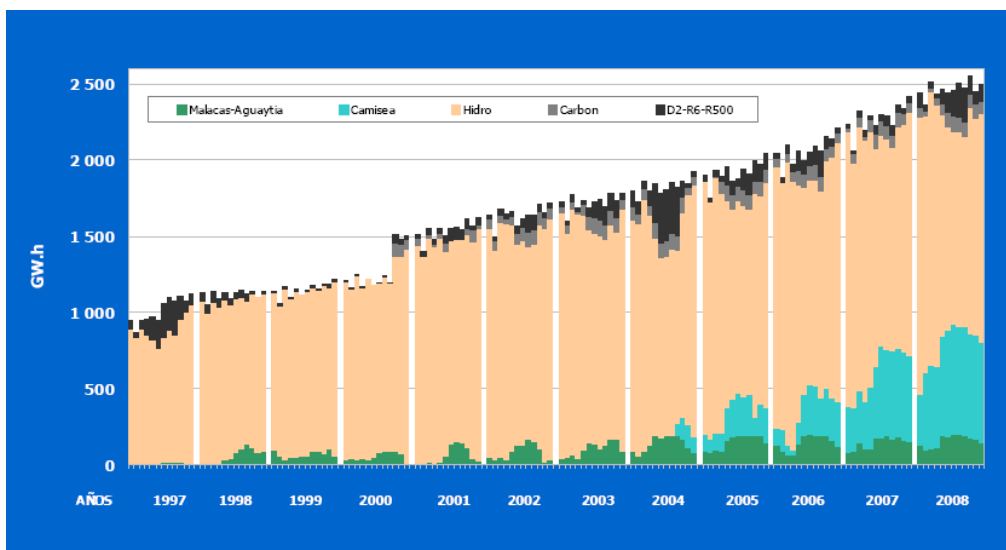 2 500
Malacas-Aguaytia Camisea Hidro Carbon D2-R6-R500
2 000
1 500
GW.h
1 000
500
0
AÑOS 1997 1998 1999 2000 2001 2002 2003 2004 2005 2006 2007 2008